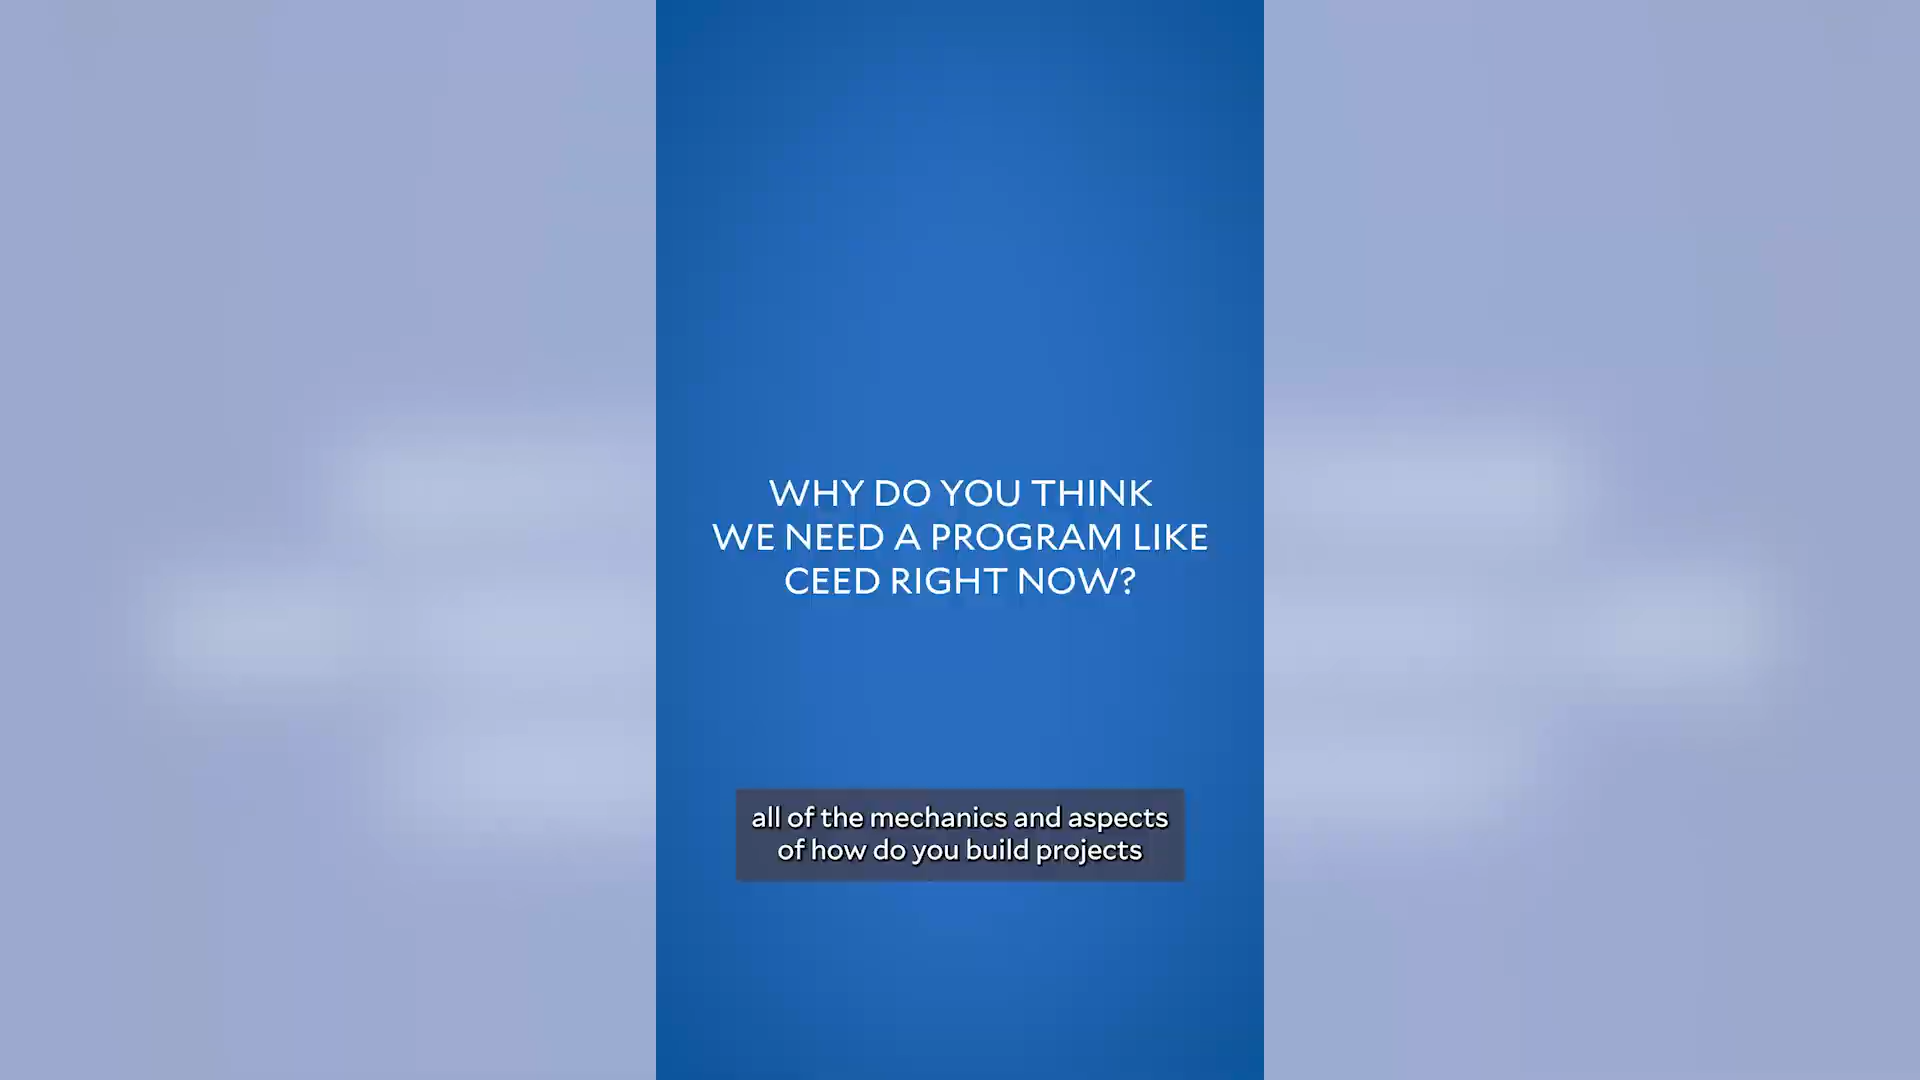 WHY DO YOU THINK
WE NEED A PROGRAM LIKE
CEED RIGHT NOW?
all of the mechanics and aspects
of how do you build projects